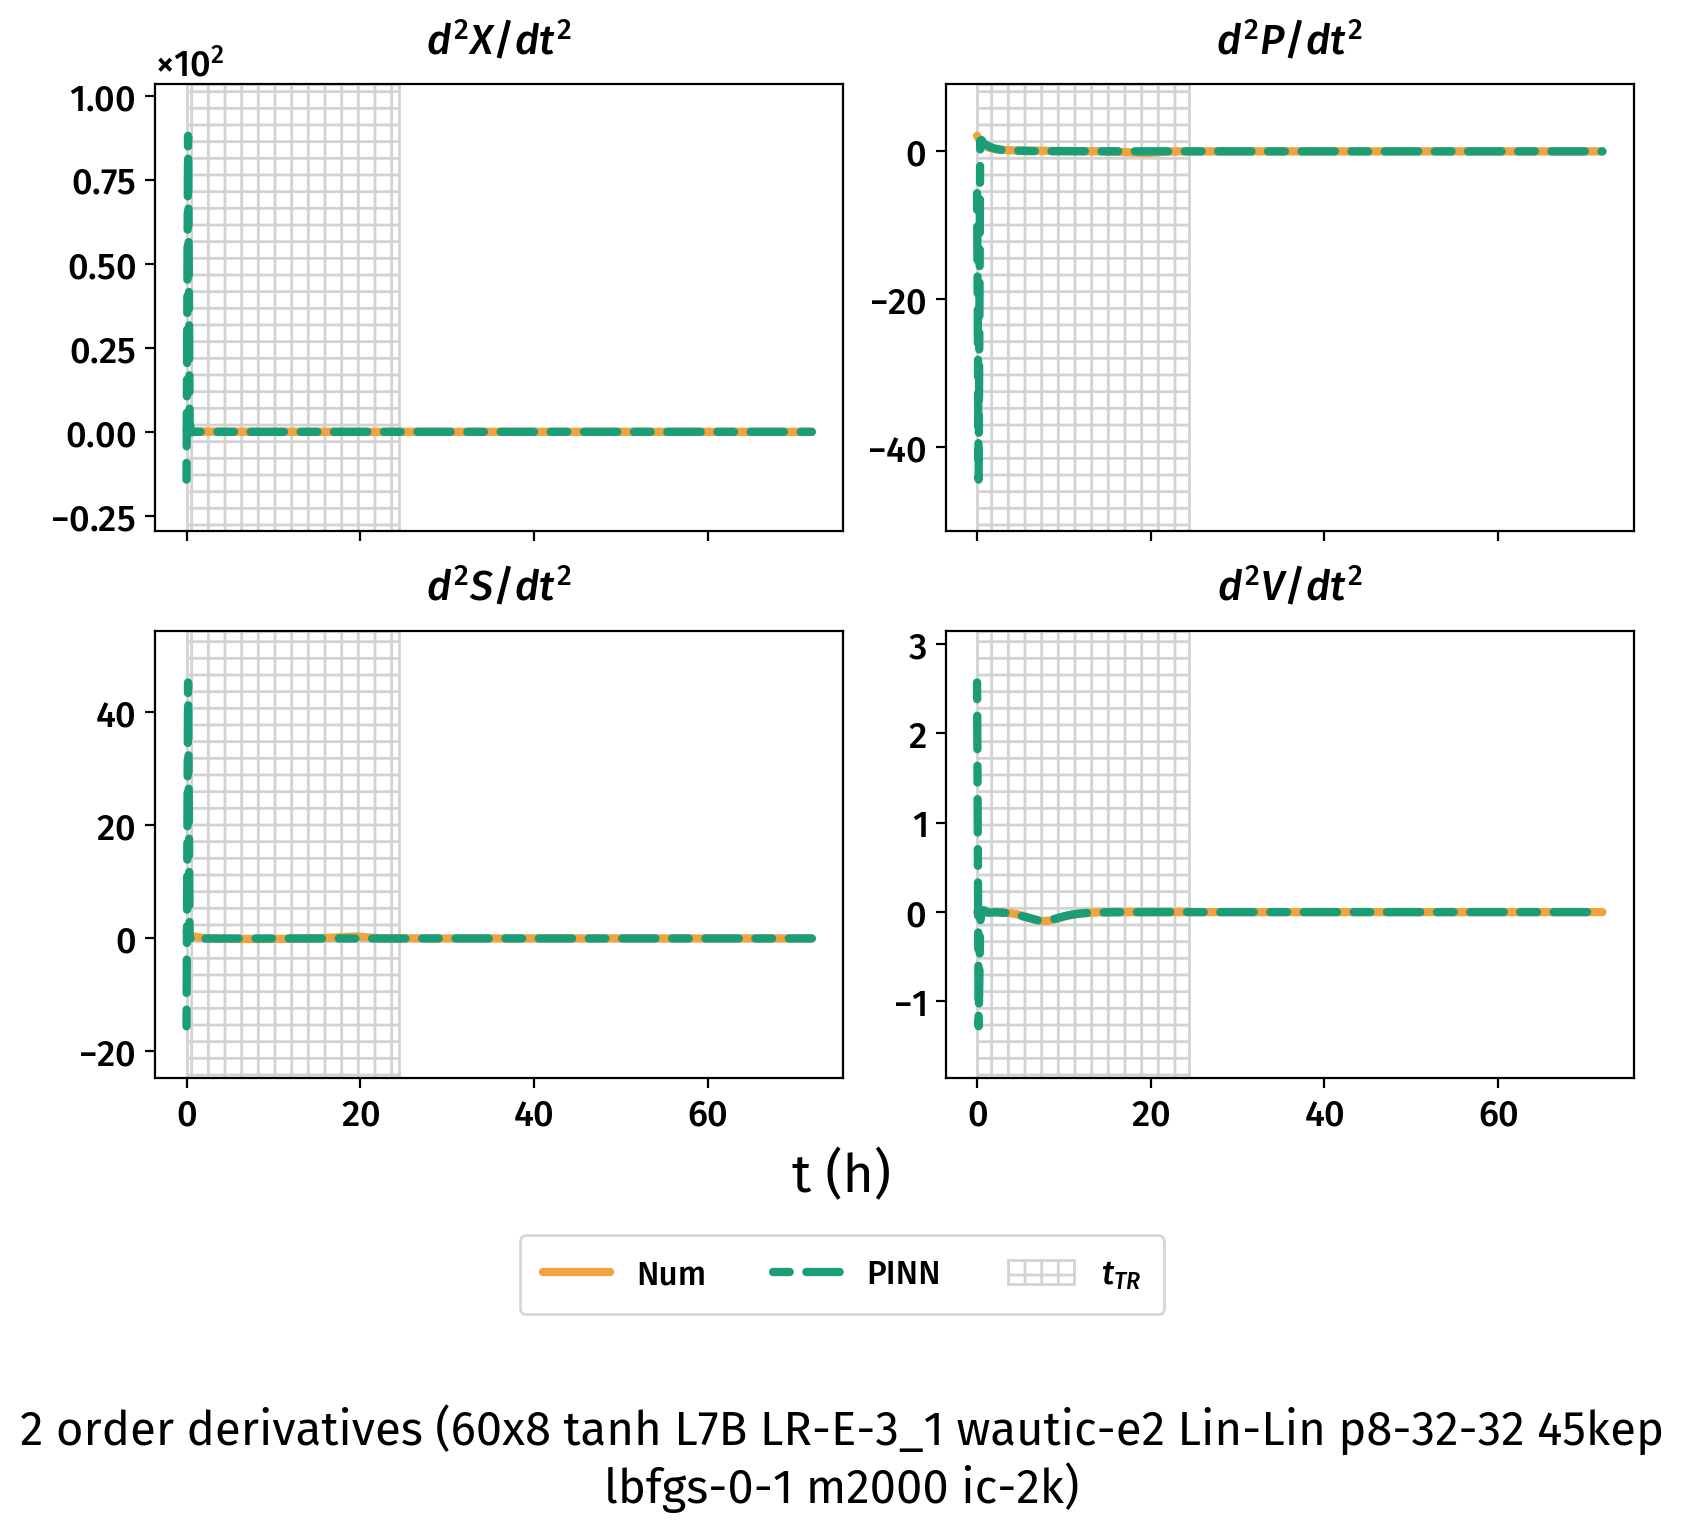 d²X/dt²
×10²
1.00
0.75
0.50
0.25
0.00
−0.25
d²P/dt²
0
−20
−40
d²S/dt²
40
20
0
−20
0 20 40 60
d²V/dt²
3
2
1
0
−1
0 20 40 60
t (h)
Num PINN t_TR
2 order derivatives (60x8 tanh L7B LR-E-3_1 wautic-e2 Lin-Lin p8-32-32 45kep
lbfgs-0-1 m2000 ic-2k)